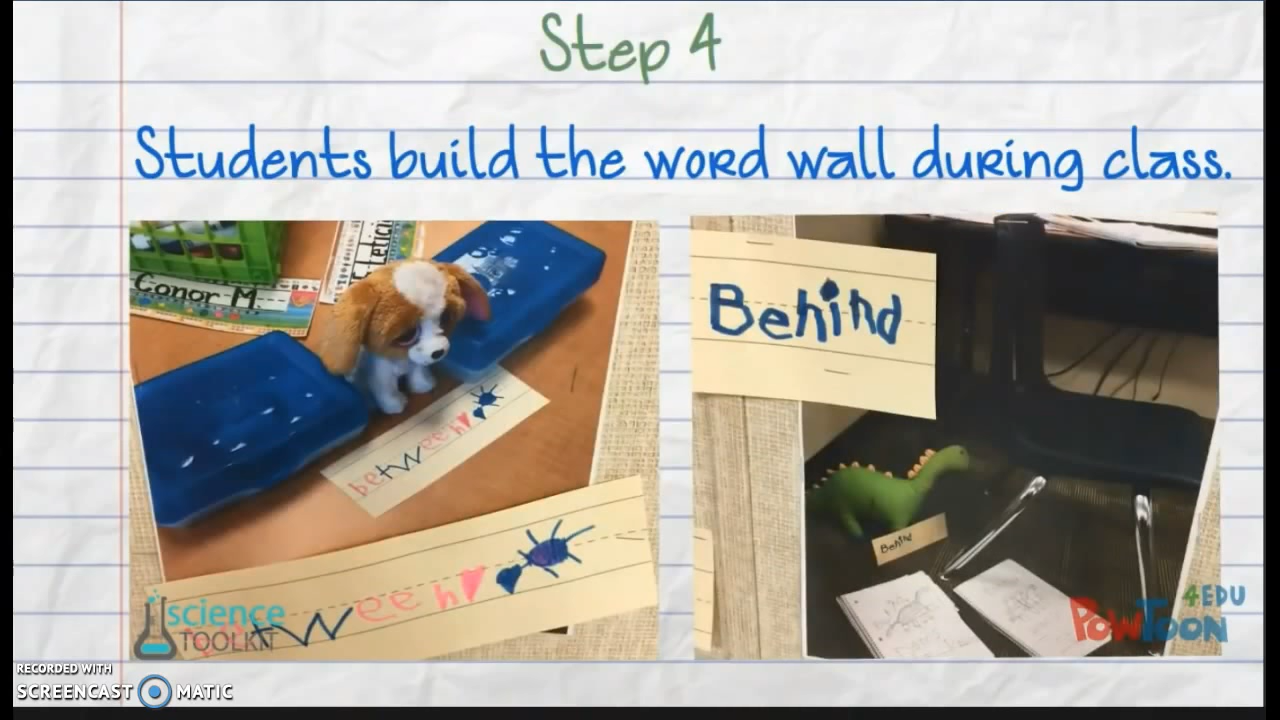 Step 4
Students build the word wall during class.
Conor M.
between
Behind
Behind
tween
science
TOOLKIT
4EDU
POWTOON
RECORDED WITH
SCREENCAST MATIC